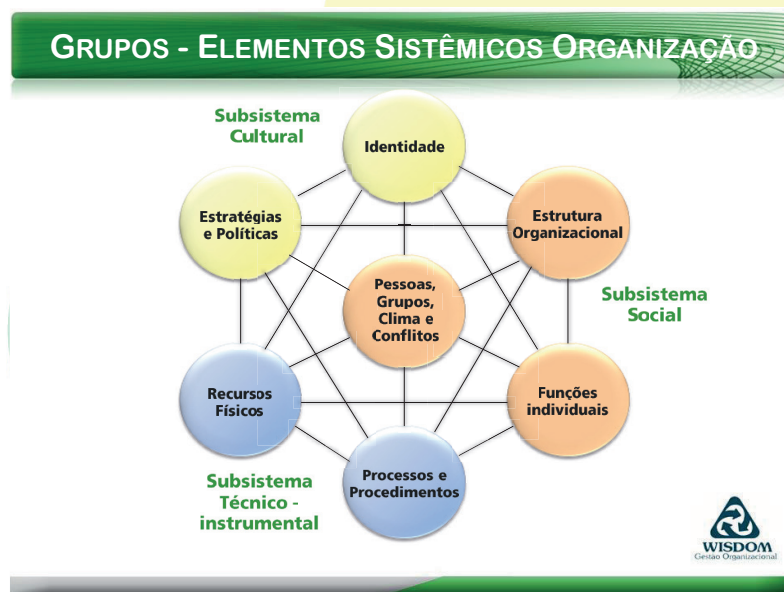 GRUPOS - ELEMENTOS SISTÊMICOS ORGANIZAÇÃO
Subsistema
Cultural
Identidade
Estratégias
e Políticas
Estrutura
Organizacional
Pessoas,
Grupos,
Clima e
Conflitos
Subsistema
Social
Recursos
Físicos
Funções
individuais
Subsistema
Técnico -
instrumental
Processos e
Procedimentos
WISDOM
Gestão Organizacional